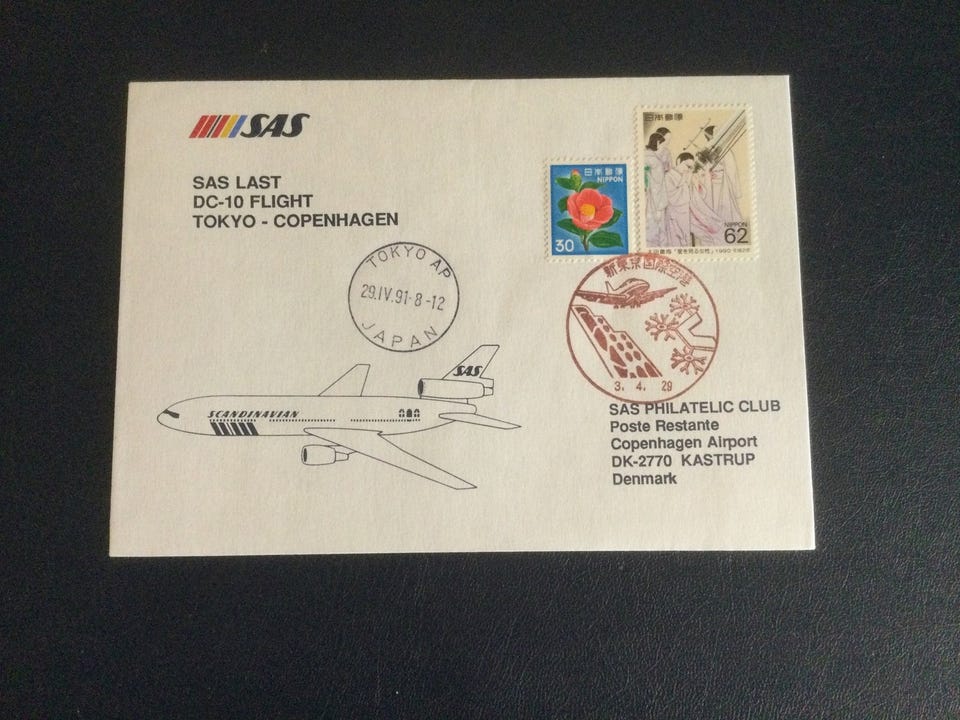 SAS
SAS LAST
DC-10 FLIGHT
TOKYO - COPENHAGEN
日本郵便
NIPPON
30
日本郵便
NIPPON
62
1990
TOKYO AP
29.IV.91·8-12
JAPAN
新東京国際空港
3. 4. 29
SAS
SCANDINAVIAN
SAS PHILATELIC CLUB
Poste Restante
Copenhagen Airport
DK-2770 KASTRUP
Denmark